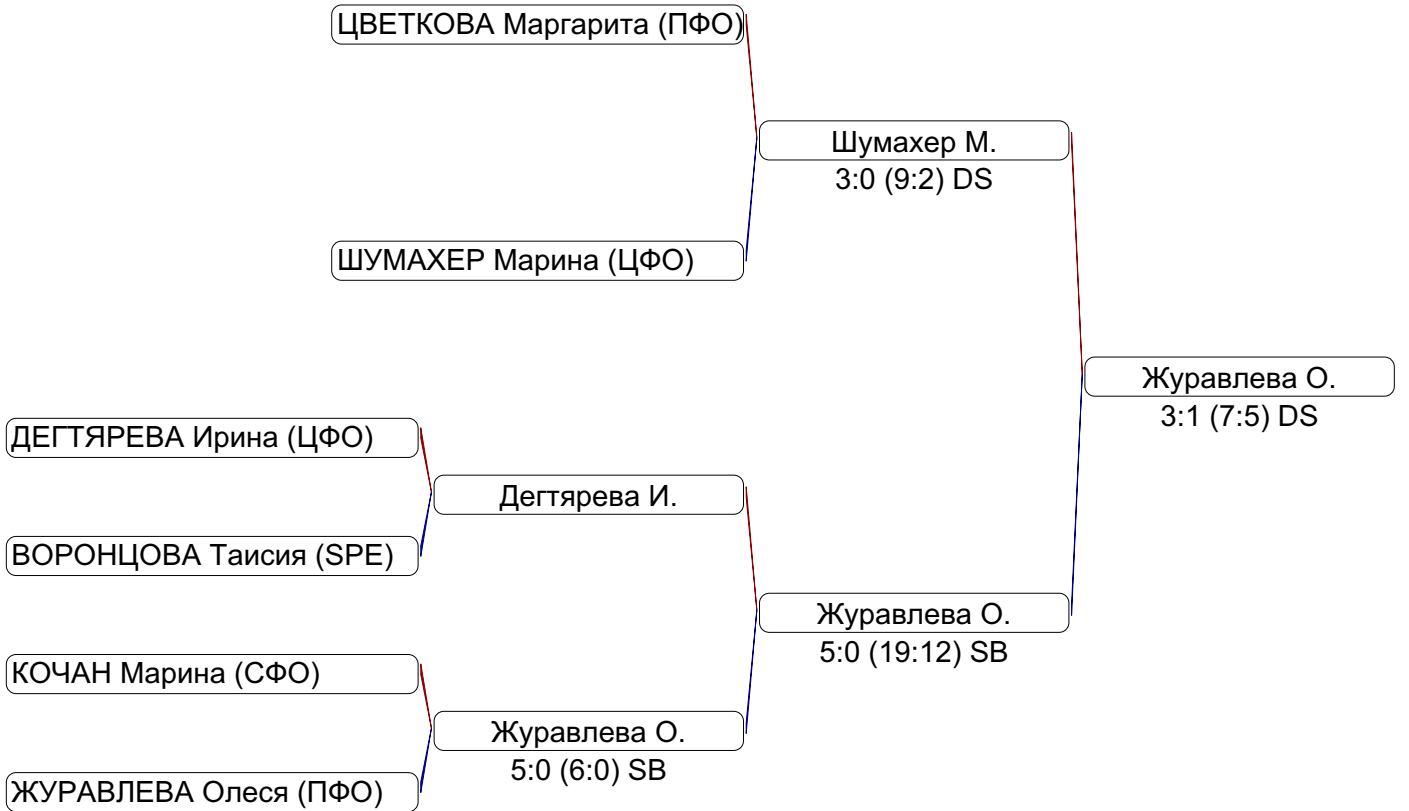 ЦВЕТКОВА Маргарита (ПФО)
Шумахер М.
3:0 (9:2) DS
ШУМАХЕР Марина (ЦФО)
Журавлева О.
3:1 (7:5) DS
ДЕГТЯРЕВА Ирина (ЦФО)
Дегтярева И.
ВОРОНЦОВА Таисия (SPE)
Журавлева О.
5:0 (19:12) SB
КОЧАН Марина (СФО)
Журавлева О.
5:0 (6:0) SB
ЖУРАВЛЕВА Олеся (ПФО)